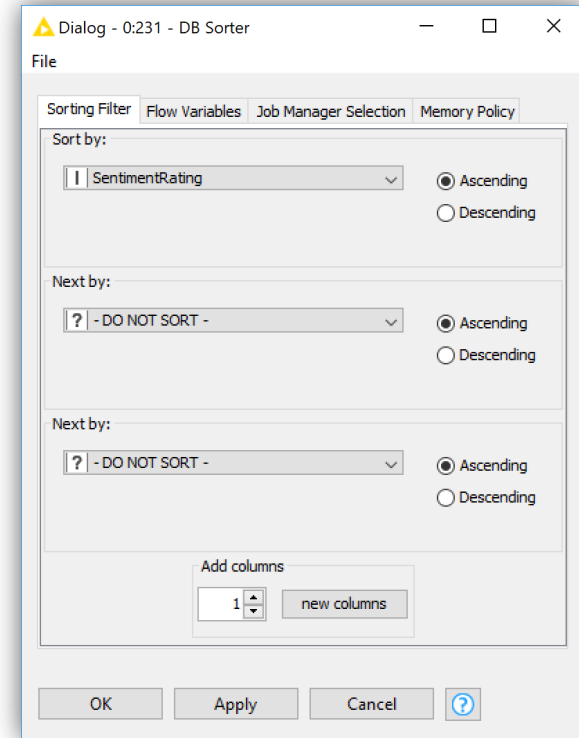 Dialog - 0:231 - DB Sorter
File
Sorting Filter Flow Variables Job Manager Selection Memory Policy
Sort by:
I SentimentRating
Ascending
Descending
Next by:
? - DO NOT SORT -
Ascending
Descending
Next by:
? - DO NOT SORT -
Ascending
Descending
Add columns
1 new columns
OK Apply Cancel ?